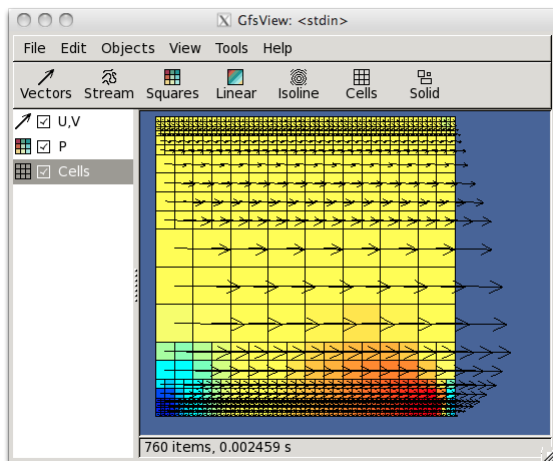 GfsView: <stdin>
File Edit Objects View Tools Help
Vectors Stream Squares Linear Isoline Cells Solid
U,V
P
Cells
760 items, 0.002459 s